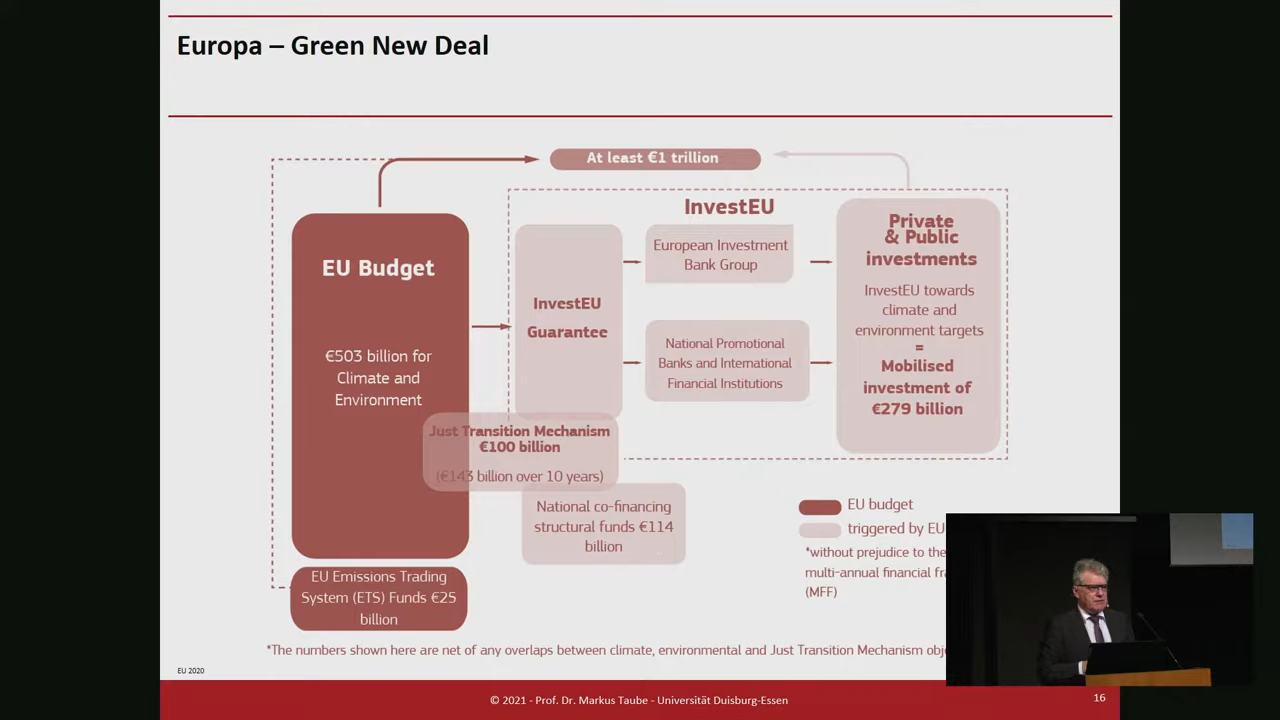 Europa – Green New Deal
At least €1 trillion
EU Budget
€503 billion for
Climate and
Environment
InvestEU
InvestEU
Guarantee
European Investment
Bank Group
National Promotional
Banks and International
Financial Institutions
Private
& Public
investments
InvestEU towards
climate and
environment targets
=
Mobilised
investment of
€279 billion
Just Transition Mechanism
€100 billion
(€143 billion over 10 years)
National co-financing
structural funds €114
billion
EU Emissions Trading
System (ETS) Funds €25
billion
EU budget
triggered by EU
*without prejudice to the
multi-annual financial
(MFF)
*The numbers shown here are net of any overlaps between climate, environmental and Just Transition Mechanism
EU 2020
© 2021 - Prof. Dr. Markus Taube - Universität Duisburg-Essen
16